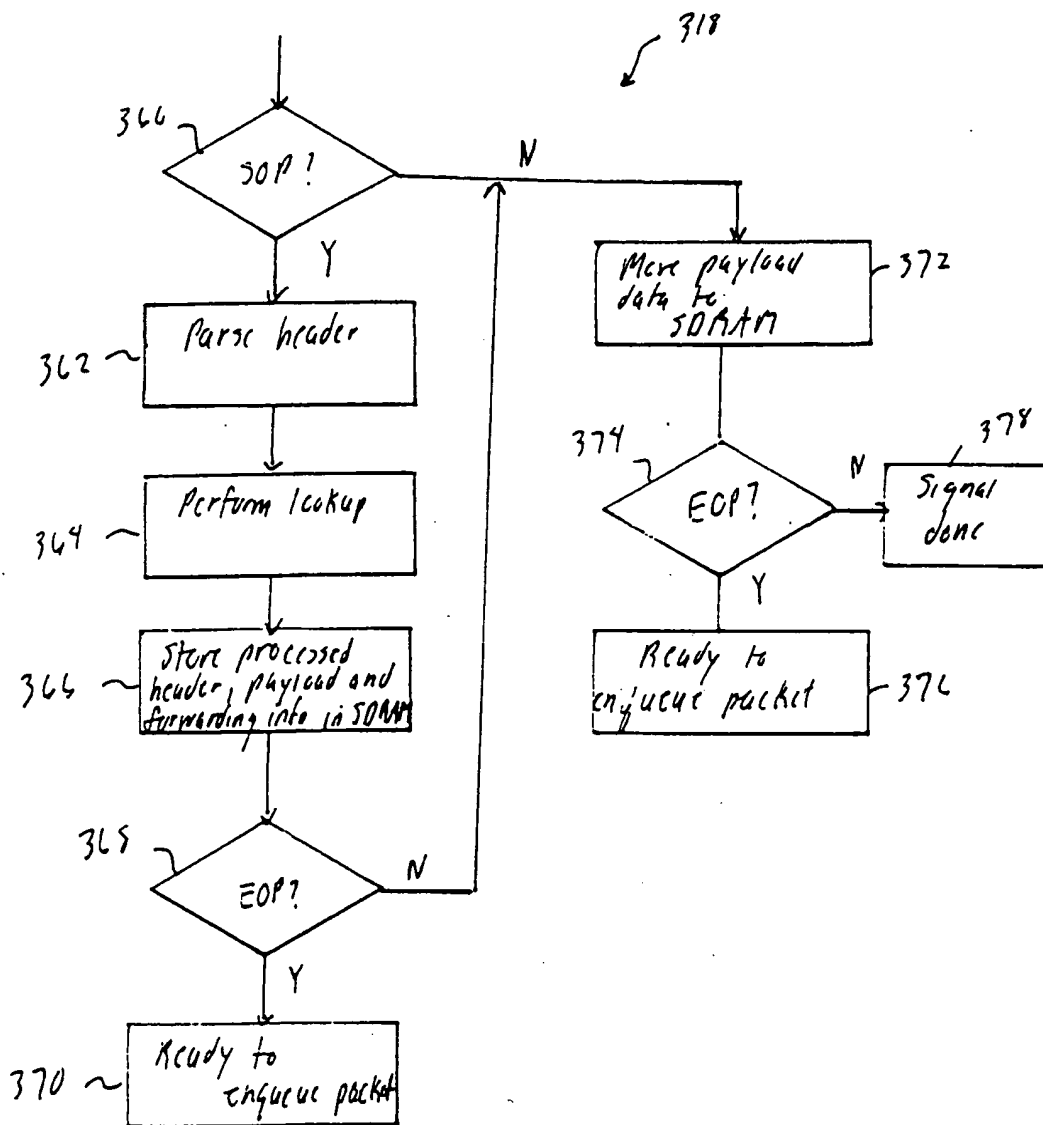 318
366
SOP?
N
Y
Move payload
data to
SDRAM
372
362
Parse header
374
EOP?
N
378
Signal
done
Y
364
Perform lookup
Ready to
enqueue packet
376
366
Store processed
header, payload and
forwarding info in SDRAM
368
EOP?
N
Y
370
Ready to
enqueue packet